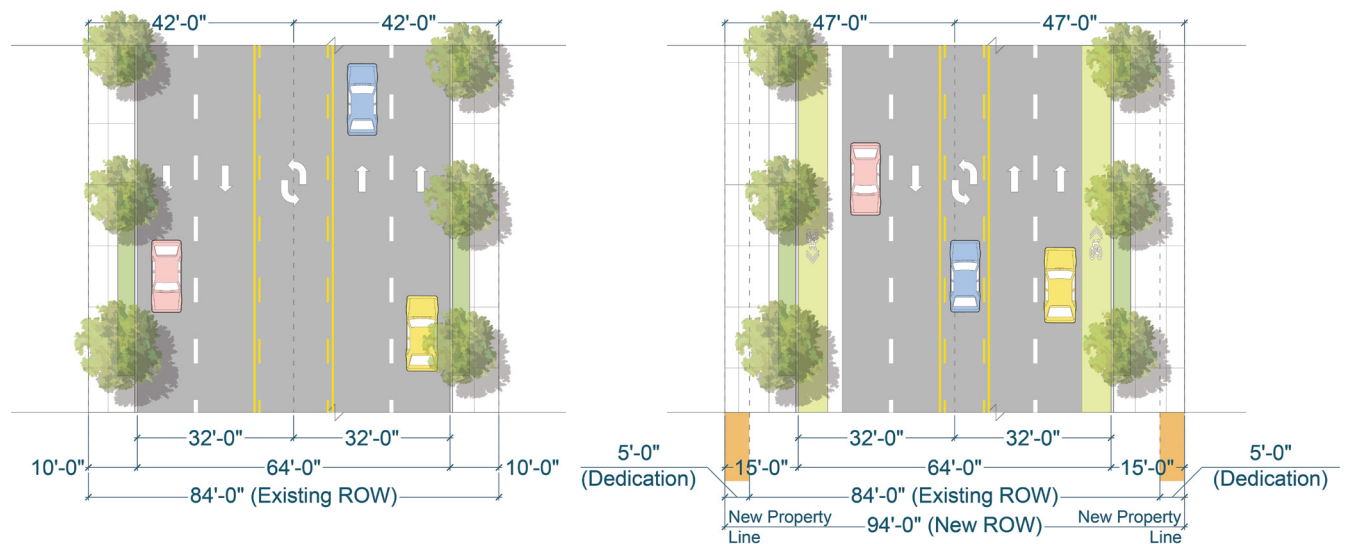 42'-0" 42'-0"
32'-0" 32'-0"
10'-0" 64'-0" 10'-0"
84'-0" (Existing ROW)
47'-0" 47'-0"
32'-0" 32'-0"
5'-0"
(Dedication)
15'-0" 64'-0" 15'-0"
5'-0"
(Dedication)
84'-0" (Existing ROW)
New Property
Line
94'-0" (New ROW)
New Property
Line